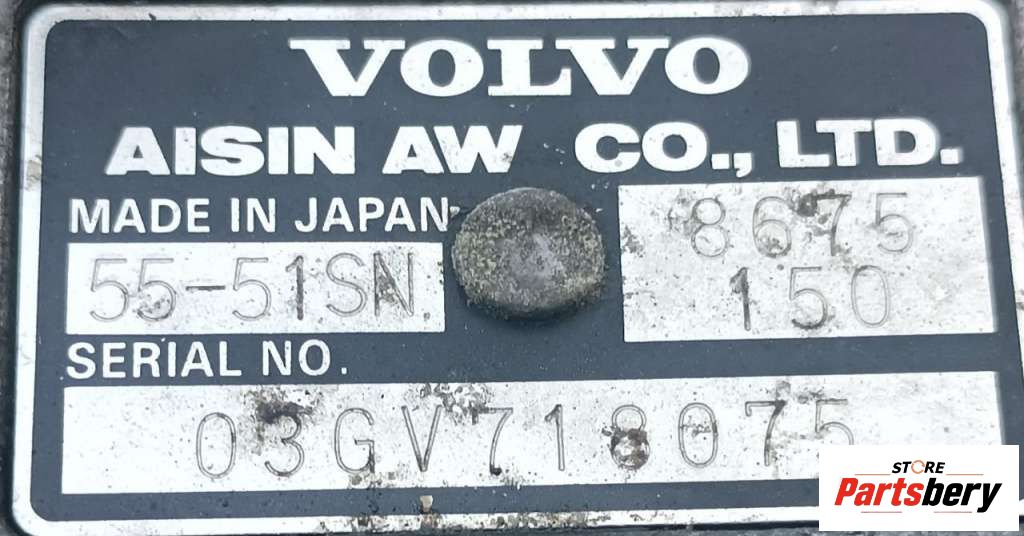 VOLVO
AISIN AW CO., LTD.
MADE IN JAPAN
55-51SN
8675
150
SERIAL NO.
03GV718075
STORE
Partsbery